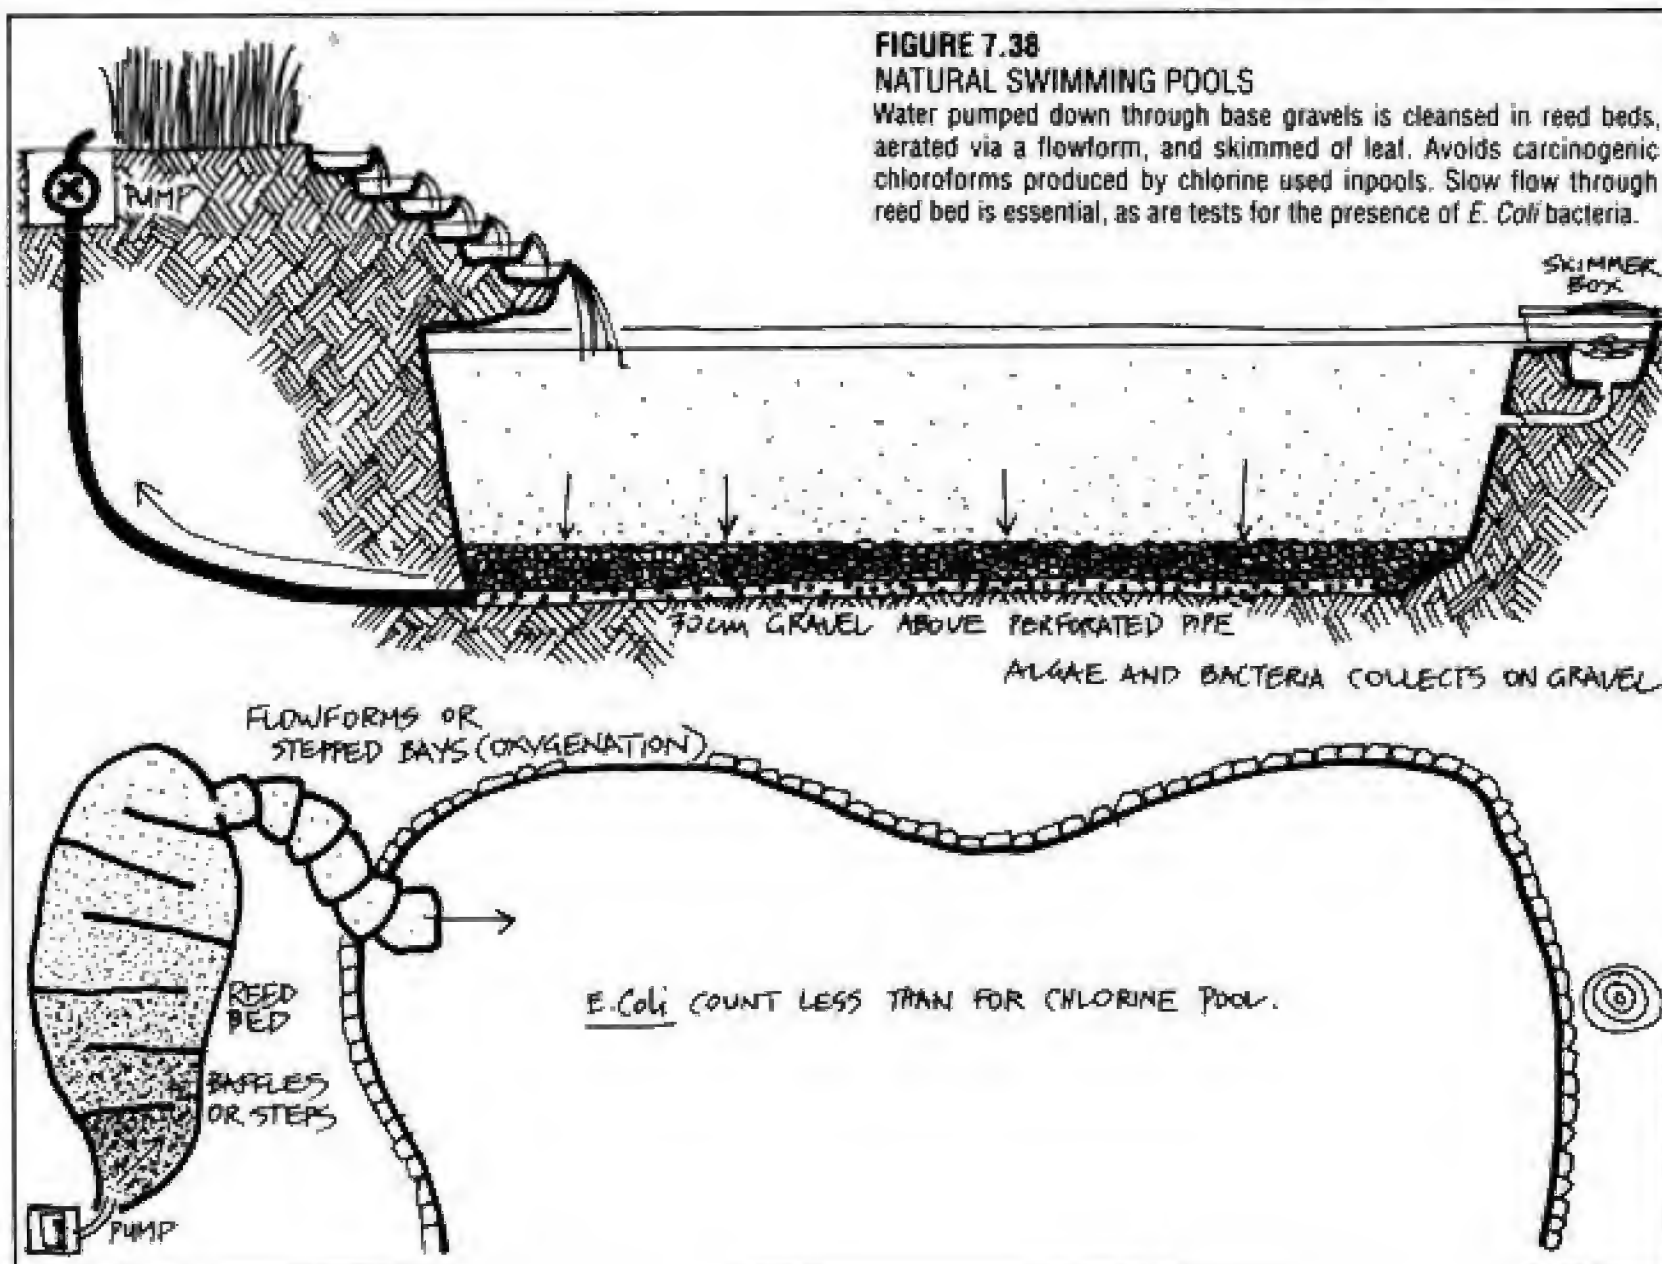 FIGURE 7.38
NATURAL SWIMMING POOLS
Water pumped down through base gravels is cleansed in reed beds,
aerated via a flowform, and skimmed of leaf. Avoids carcinogenic
chloroforms produced by chlorine used inpools. Slow flow through
reed bed is essential, as are tests for the presence of E. Coli bacteria.
PUMP
SKIMMER
BOX
70cm GRAVEL ABOVE PERFORATED PIPE
ALGAE AND BACTERIA COLLECTS ON GRAVEL
FLOWFORMS OR
STEPPED BAYS (OXYGENATION)
REED
BED
E.Coli COUNT LESS THAN FOR CHLORINE POOL.
BAFFLES
OR STEPS
PUMP